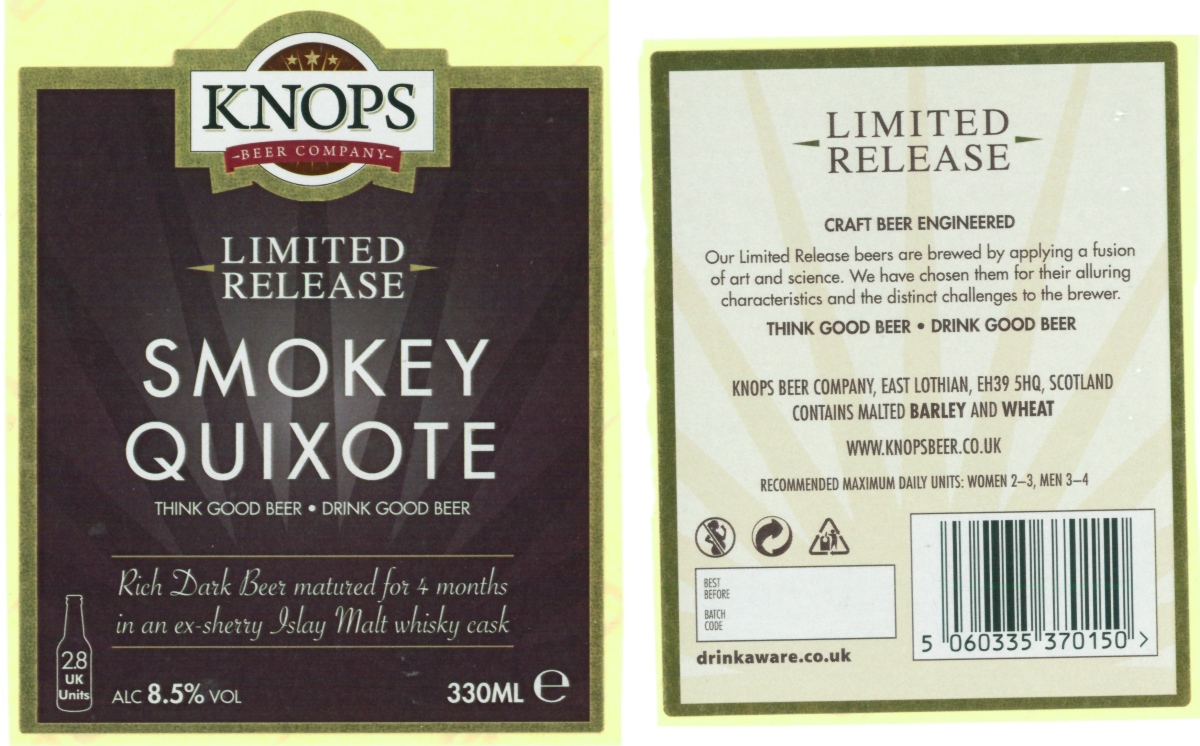 KNOPS
BEER COMPANY
LIMITED
RELEASE
SMOKEY
QUIXOTE
THINK GOOD BEER • DRINK GOOD BEER
Rich Dark Beer matured for 4 months
in an ex-sherry Islay Malt whisky cask
2.8
UK
Units
ALC 8.5% VOL
330ML ℮
LIMITED
RELEASE
CRAFT BEER ENGINEERED
Our Limited Release beers are brewed by applying a fusion
of art and science. We have chosen them for their alluring
characteristics and the distinct challenges to the brewer.
THINK GOOD BEER • DRINK GOOD BEER
KNOPS BEER COMPANY, EAST LOTHIAN, EH39 5HQ, SCOTLAND
CONTAINS MALTED BARLEY AND WHEAT
WWW.KNOPSBEER.CO.UK
RECOMMENDED MAXIMUM DAILY UNITS: WOMEN 2–3, MEN 3–4
BEST
BEFORE
BATCH
CODE
drinkaware.co.uk
5 060335 370150 >